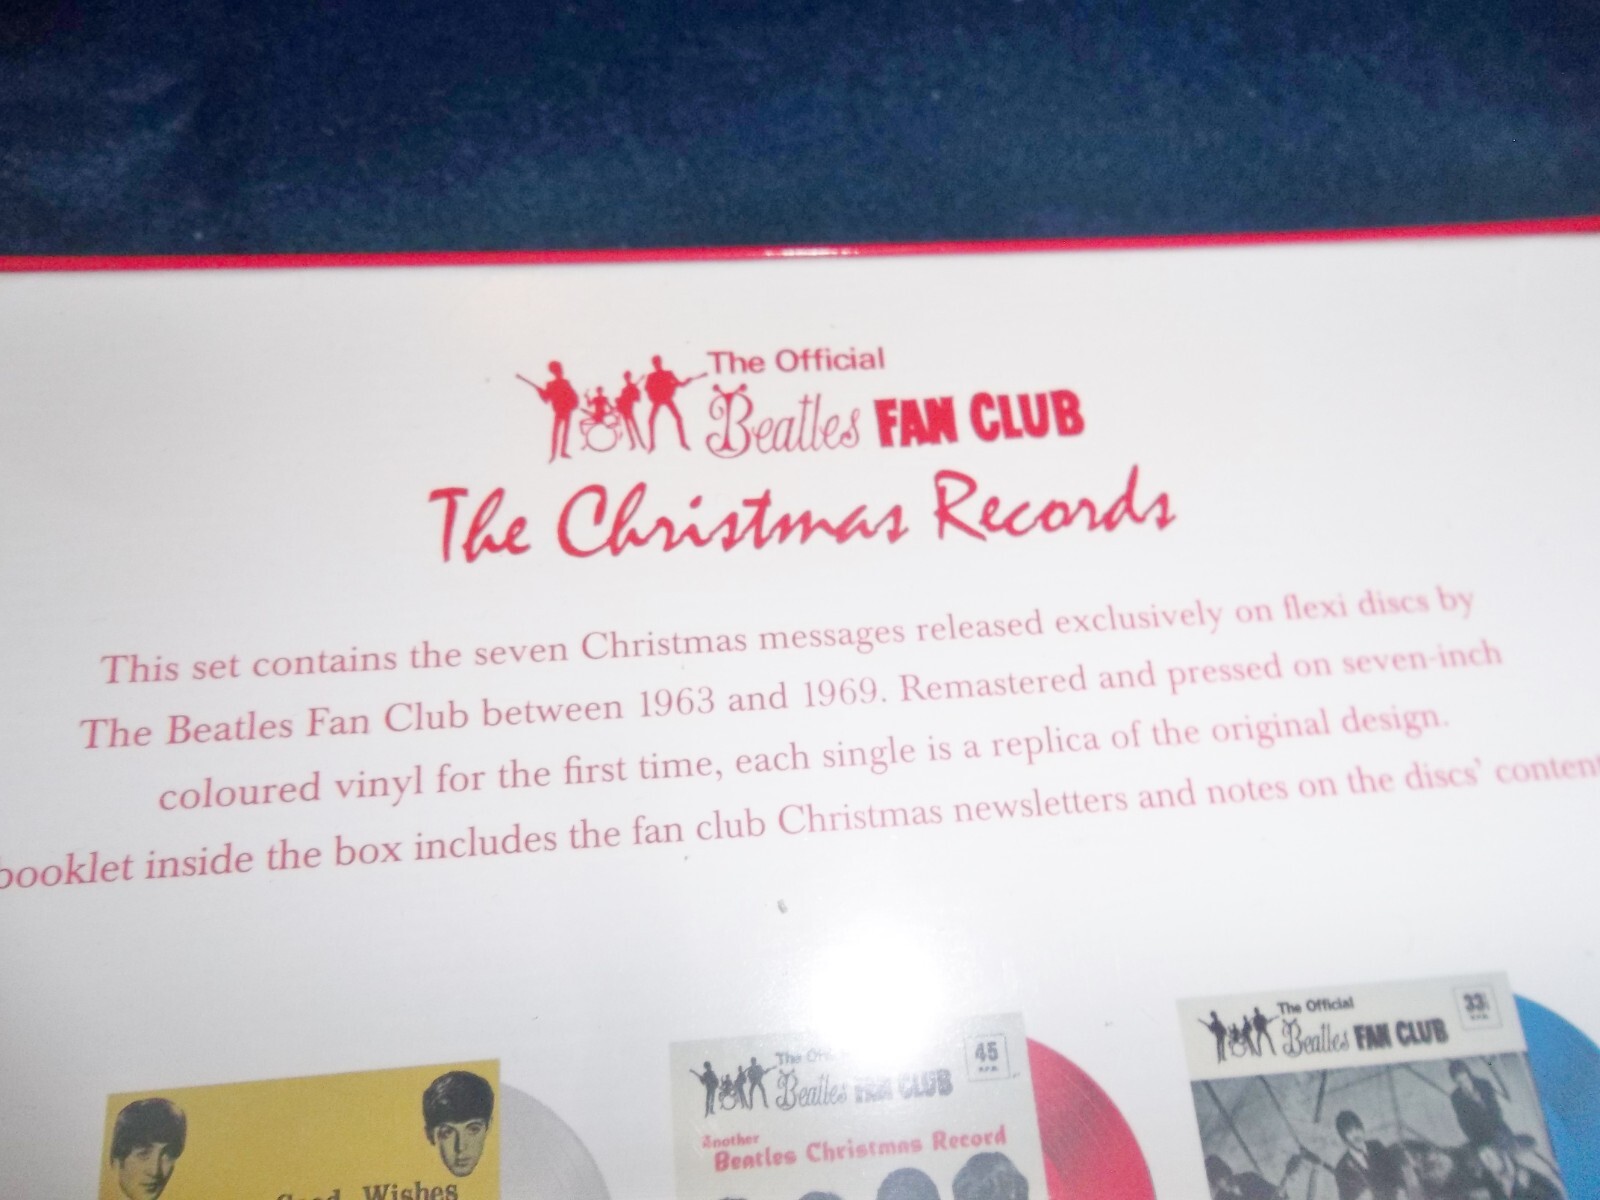 The Official
Beatles FAN CLUB
The Christmas Records
This set contains the seven Christmas messages released exclusively on flexi discs by
The Beatles Fan Club between 1963 and 1969. Remastered and pressed on seven-inch
coloured vinyl for the first time, each single is a replica of the original design.
booklet inside the box includes the fan club Christmas newsletters and notes on the discs' content
Good Wishes
The
Beatles FAN CLUB
45
R.P.M.
Another
Beatles Christmas Record
The Official
Beatles FAN CLUB
33⅓
R.P.M.